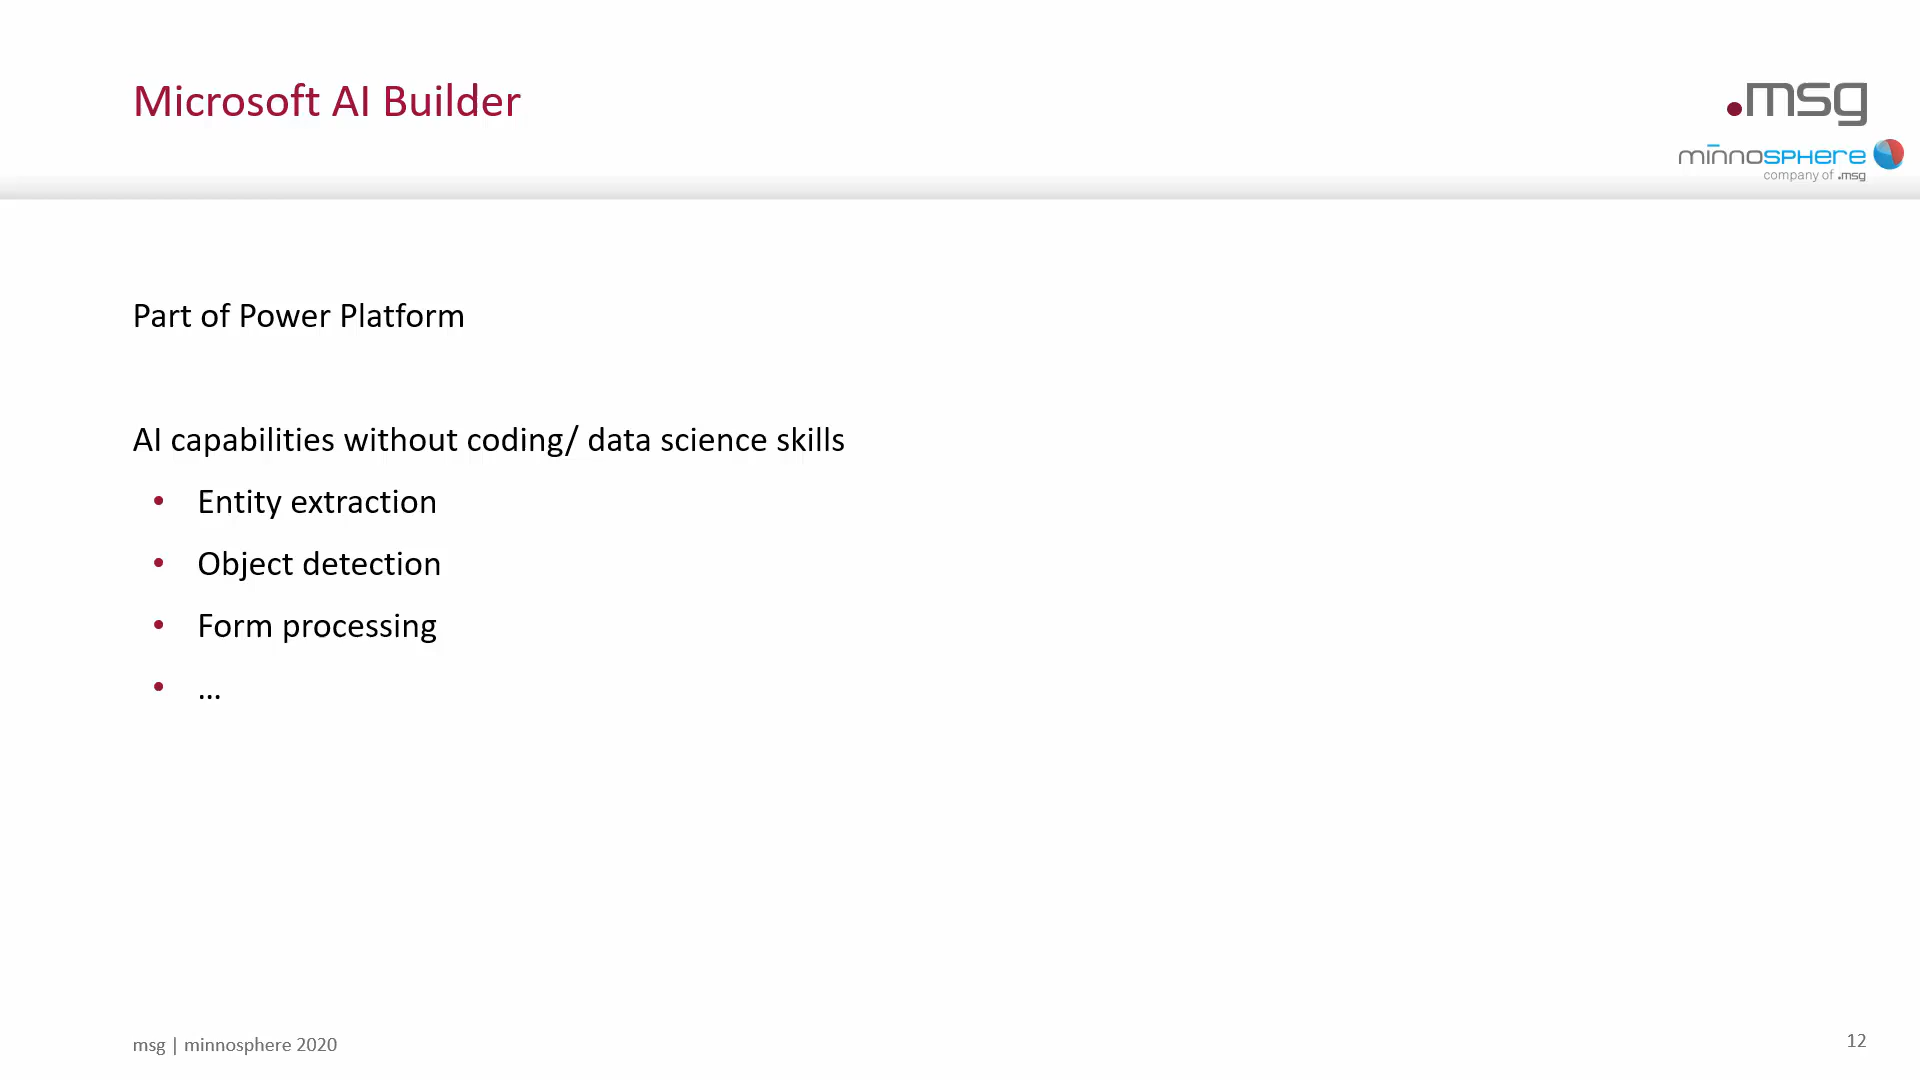 Microsoft AI Builder
.msg
minnosphere
company of .msg
Part of Power Platform
AI capabilities without coding/ data science skills
• Entity extraction
• Object detection
• Form processing
• ...
msg | minnosphere 2020
12